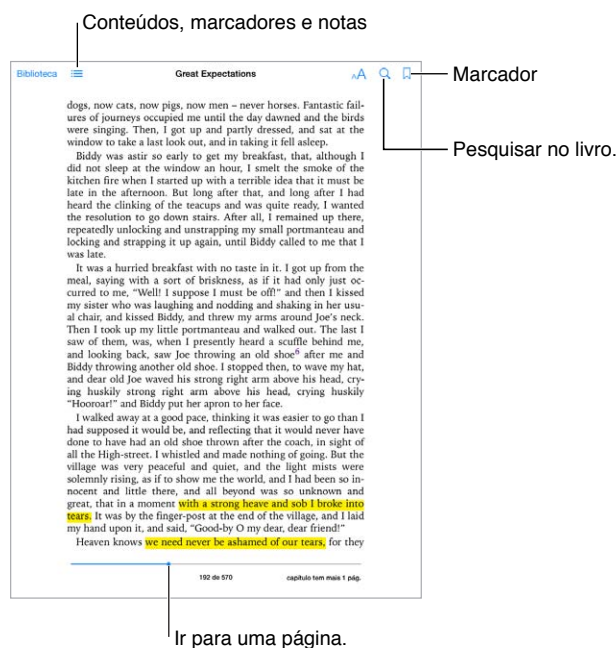 Conteúdos, marcadores e notas
Biblioteca
Great Expectations
AA
Marcador
Pesquisar no livro.
dogs, now cats, now pigs, now men – never horses. Fantastic fail-
ures of journeys occupied me until the day dawned and the birds
were singing. Then, I got up and partly dressed, and sat at the
window to take a last look out, and in taking it fell asleep.
Biddy was astir so early to get my breakfast, that, although I
did not sleep at the window an hour, I smelt the smoke of the
kitchen fire when I started up with a terrible idea that it must be
late in the afternoon. But long after that, and long after I had
heard the clinking of the teacups and was quite ready, I wanted
the resolution to go down stairs. After all, I remained up there,
repeatedly unlocking and unstrapping my small portmanteau and
locking and strapping it up again, until Biddy called to me that I
was late.
It was a hurried breakfast with no taste in it. I got up from the
meal, saying with a sort of briskness, as if it had only just oc-
curred to me, “Well! I suppose I must be off!” and then I kissed
my sister who was laughing and nodding and shaking in her usu-
al chair, and kissed Biddy, and threw my arms around Joe’s neck.
Then I took up my little portmanteau and walked out. The last I
saw of them, was, when I presently heard a scuffle behind me,
and looking back, saw Joe throwing an old shoe6 after me and
Biddy throwing another old shoe. I stopped then, to wave my hat,
and dear old Joe waved his strong right arm above his head, cry-
ing huskily strong right arm above his head, crying huskily
“Hooroar!” and Biddy put her apron to her face.
I walked away at a good pace, thinking it was easier to go than I
had supposed it would be, and reflecting that it would never have
done to have had an old shoe thrown after the coach, in sight of
all the High-street. I whistled and made nothing of going. But the
village was very peaceful and quiet, and the light mists were
solemnly rising, as if to show me the world, and I had been so in-
nocent and little there, and all beyond was so unknown and
great, that in a moment with a strong heave and sob I broke into
tears. It was by the finger-post at the end of the village, and I laid
my hand upon it, and said, “Good-by O my dear, dear friend!”
Heaven knows we need never be ashamed of our tears, for they
192 de 570
capítulo tem mais 1 pág.
Ir para uma página.